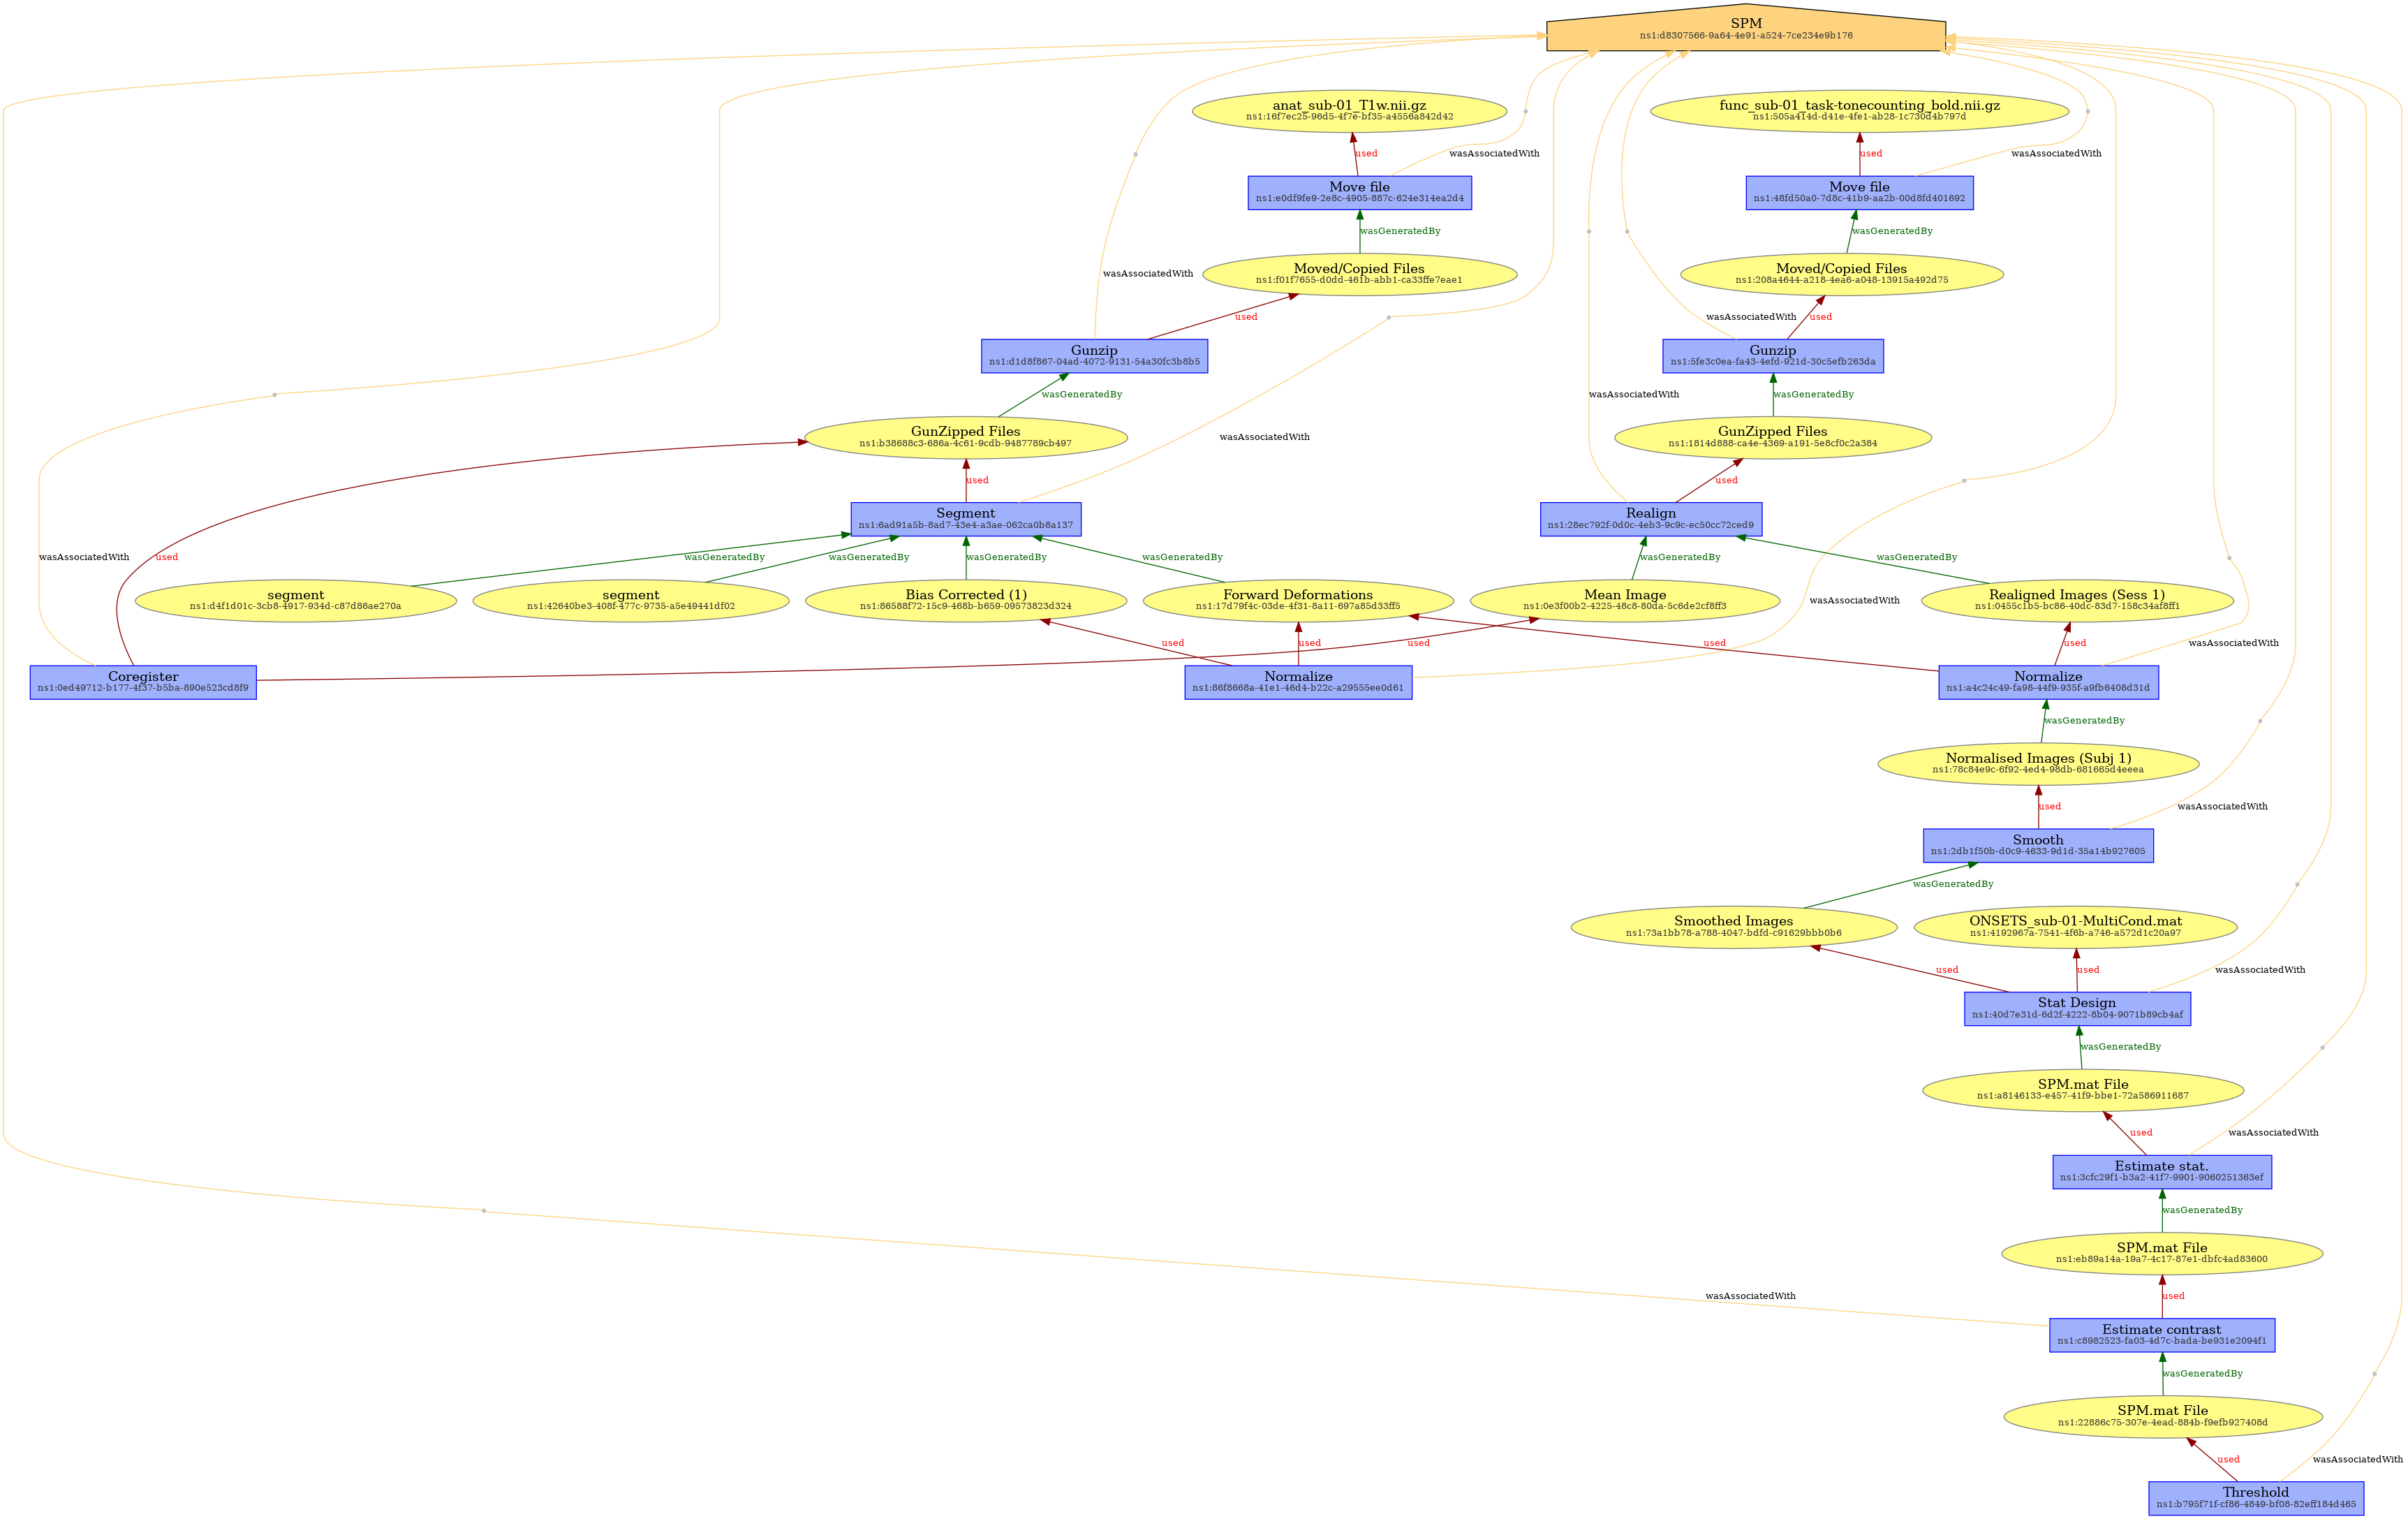 SPM
ns1:d8307566-9a64-4e91-a524-7ce234e9b176
anat_sub-01_T1w.nii.gz
ns1:16f7ec25-96d5-4f7e-bf35-a4556a842d42
func_sub-01_task-tonecounting_bold.nii.gz
ns1:505a414d-d41e-4fe1-ab28-1c730d4b797d
used
wasAssociatedWith
used
wasAssociatedWith
Move file
ns1:e0df9fe9-2e8c-4905-887c-624e314ea2d4
Move file
ns1:48fd50a0-7d8c-41b9-aa2b-00d8fd401692
wasGeneratedBy
wasGeneratedBy
wasAssociatedWith
Moved/Copied Files
ns1:f01f7655-d0dd-461b-abb1-ca33ffe7eae1
Moved/Copied Files
ns1:208a4644-a218-4ea6-a048-13915a492d75
used
wasAssociatedWith
used
Gunzip
ns1:d1d8f867-04ad-4072-9131-54a30fc3b8b5
Gunzip
ns1:5fe3c0ea-fa43-4efd-921d-30c5efb263da
wasGeneratedBy
wasAssociatedWith
wasGeneratedBy
GunZipped Files
ns1:b38688c3-686a-4c61-9cdb-9487789cb497
wasAssociatedWith
GunZipped Files
ns1:1814d888-ca4e-4369-a191-5e8cf0c2a384
used
used
Segment
ns1:6ad91a5b-8ad7-43e4-a3ae-062ca0b8a137
Realign
ns1:28ec792f-0d0c-4eb3-9c9c-ec50cc72ced9
wasAssociatedWith
used
wasGeneratedBy
wasGeneratedBy
wasGeneratedBy
wasGeneratedBy
wasGeneratedBy
wasGeneratedBy
segment
ns1:d4f1d01c-3cb8-4917-934d-c87d86ae270a
segment
ns1:42640be3-408f-477c-9735-a5e49441df02
Bias Corrected (1)
ns1:86588f72-15c9-468b-b659-09573823d324
Forward Deformations
ns1:17d79f4c-03de-4f31-8a11-697a85d33ff5
Mean Image
ns1:0e3f00b2-4225-48c8-80da-5c6de2cf8ff3
wasAssociatedWith
Realigned Images (Sess 1)
ns1:0455c1b5-bc86-40dc-83d7-158c34af8ff1
used
used
used
used
used
wasAssociatedWith
Coregister
ns1:0ed49712-b177-4f37-b5ba-890e523cd8f9
Normalize
ns1:86f8668a-41e1-46d4-b22c-a29555ee0d61
Normalize
ns1:a4c24c49-fa98-44f9-935f-a9fb6408d31d
wasGeneratedBy
Normalised Images (Subj 1)
ns1:78c84e9c-6f92-4ed4-98db-681665d4eeea
used
wasAssociatedWith
Smooth
ns1:2db1f50b-d0c9-4633-9d1d-35a14b927605
wasGeneratedBy
Smoothed Images
ns1:73a1bb78-a788-4047-bdfd-c91629bbb0b6
ONSETS_sub-01-MultiCond.mat
ns1:4192967a-7541-4f6b-a746-a572d1c20a97
used
used
wasAssociatedWith
Stat Design
ns1:40d7e31d-6d2f-4222-8b04-9071b89cb4af
wasGeneratedBy
SPM.mat File
ns1:a8146133-e457-41f9-bbe1-72a586911687
used
wasAssociatedWith
Estimate stat.
ns1:3cfc29f1-b3a2-41f7-9901-9060251363ef
wasGeneratedBy
SPM.mat File
ns1:eb89a14a-19a7-4c17-87e1-dbfc4ad83600
wasAssociatedWith
used
Estimate contrast
ns1:c8982523-fa03-4d7c-bada-be931e2094f1
wasGeneratedBy
SPM.mat File
ns1:22886c75-307e-4ead-884b-f9efb927408d
used
wasAssociatedWith
Threshold
ns1:b795f71f-cf86-4849-bf08-82eff184d465